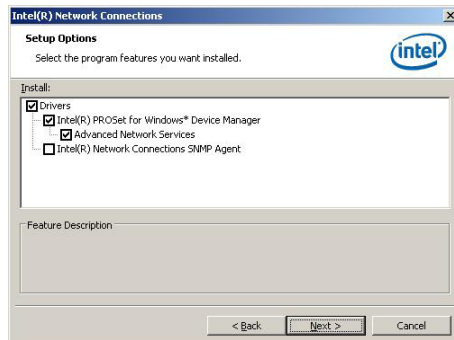 Intel(R) Network Connections
Setup Options
Select the program features you want installed.
intel
Install:
Drivers
Intel(R) PROSet for Windows* Device Manager
Advanced Network Services
Intel(R) Network Connections SNMP Agent
Feature Description
< Back
Next >
Cancel